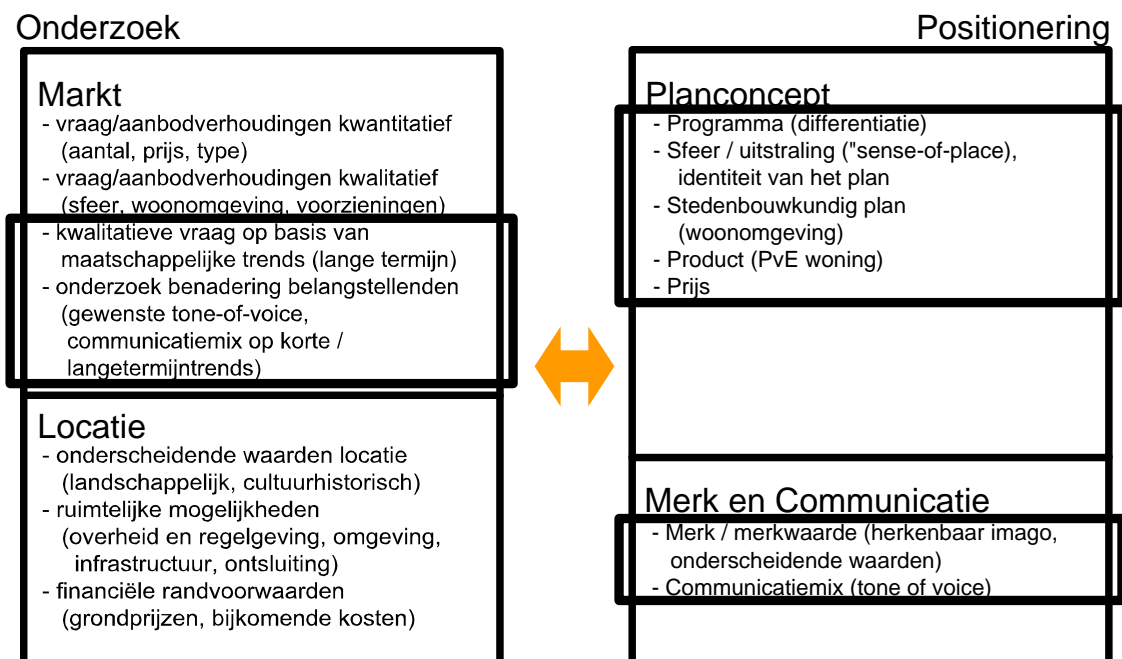 Onderzoek
Markt
- vraag/aanbodverhoudingen kwantitatief
(aantal, prijs, type)
- vraag/aanbodverhoudingen kwalitatief
(sfeer, woonomgeving, voorzieningen)
- kwalitatieve vraag op basis van
maatschappelijke trends (lange termijn)
- onderzoek benadering belangstellenden
(gewenste tone-of-voice,
communicatiemix op korte /
langetermijntrends)
Locatie
- onderscheidende waarden locatie
(landschappelijk, cultuurhistorisch)
- ruimtelijke mogelijkheden
(overheid en regelgeving, omgeving,
infrastructuur, ontsluiting)
- financiële randvoorwaarden
(grondprijzen, bijkomende kosten)
Positionering
Planconcept
- Programma (differentiatie)
- Sfeer / uitstraling ("sense-of-place),
identiteit van het plan
- Stedenbouwkundig plan
(woonomgeving)
- Product (PvE woning)
- Prijs
Merk en Communicatie
- Merk / merkwaarde (herkenbaar imago,
onderscheidende waarden)
- Communicatiemix (tone of voice)